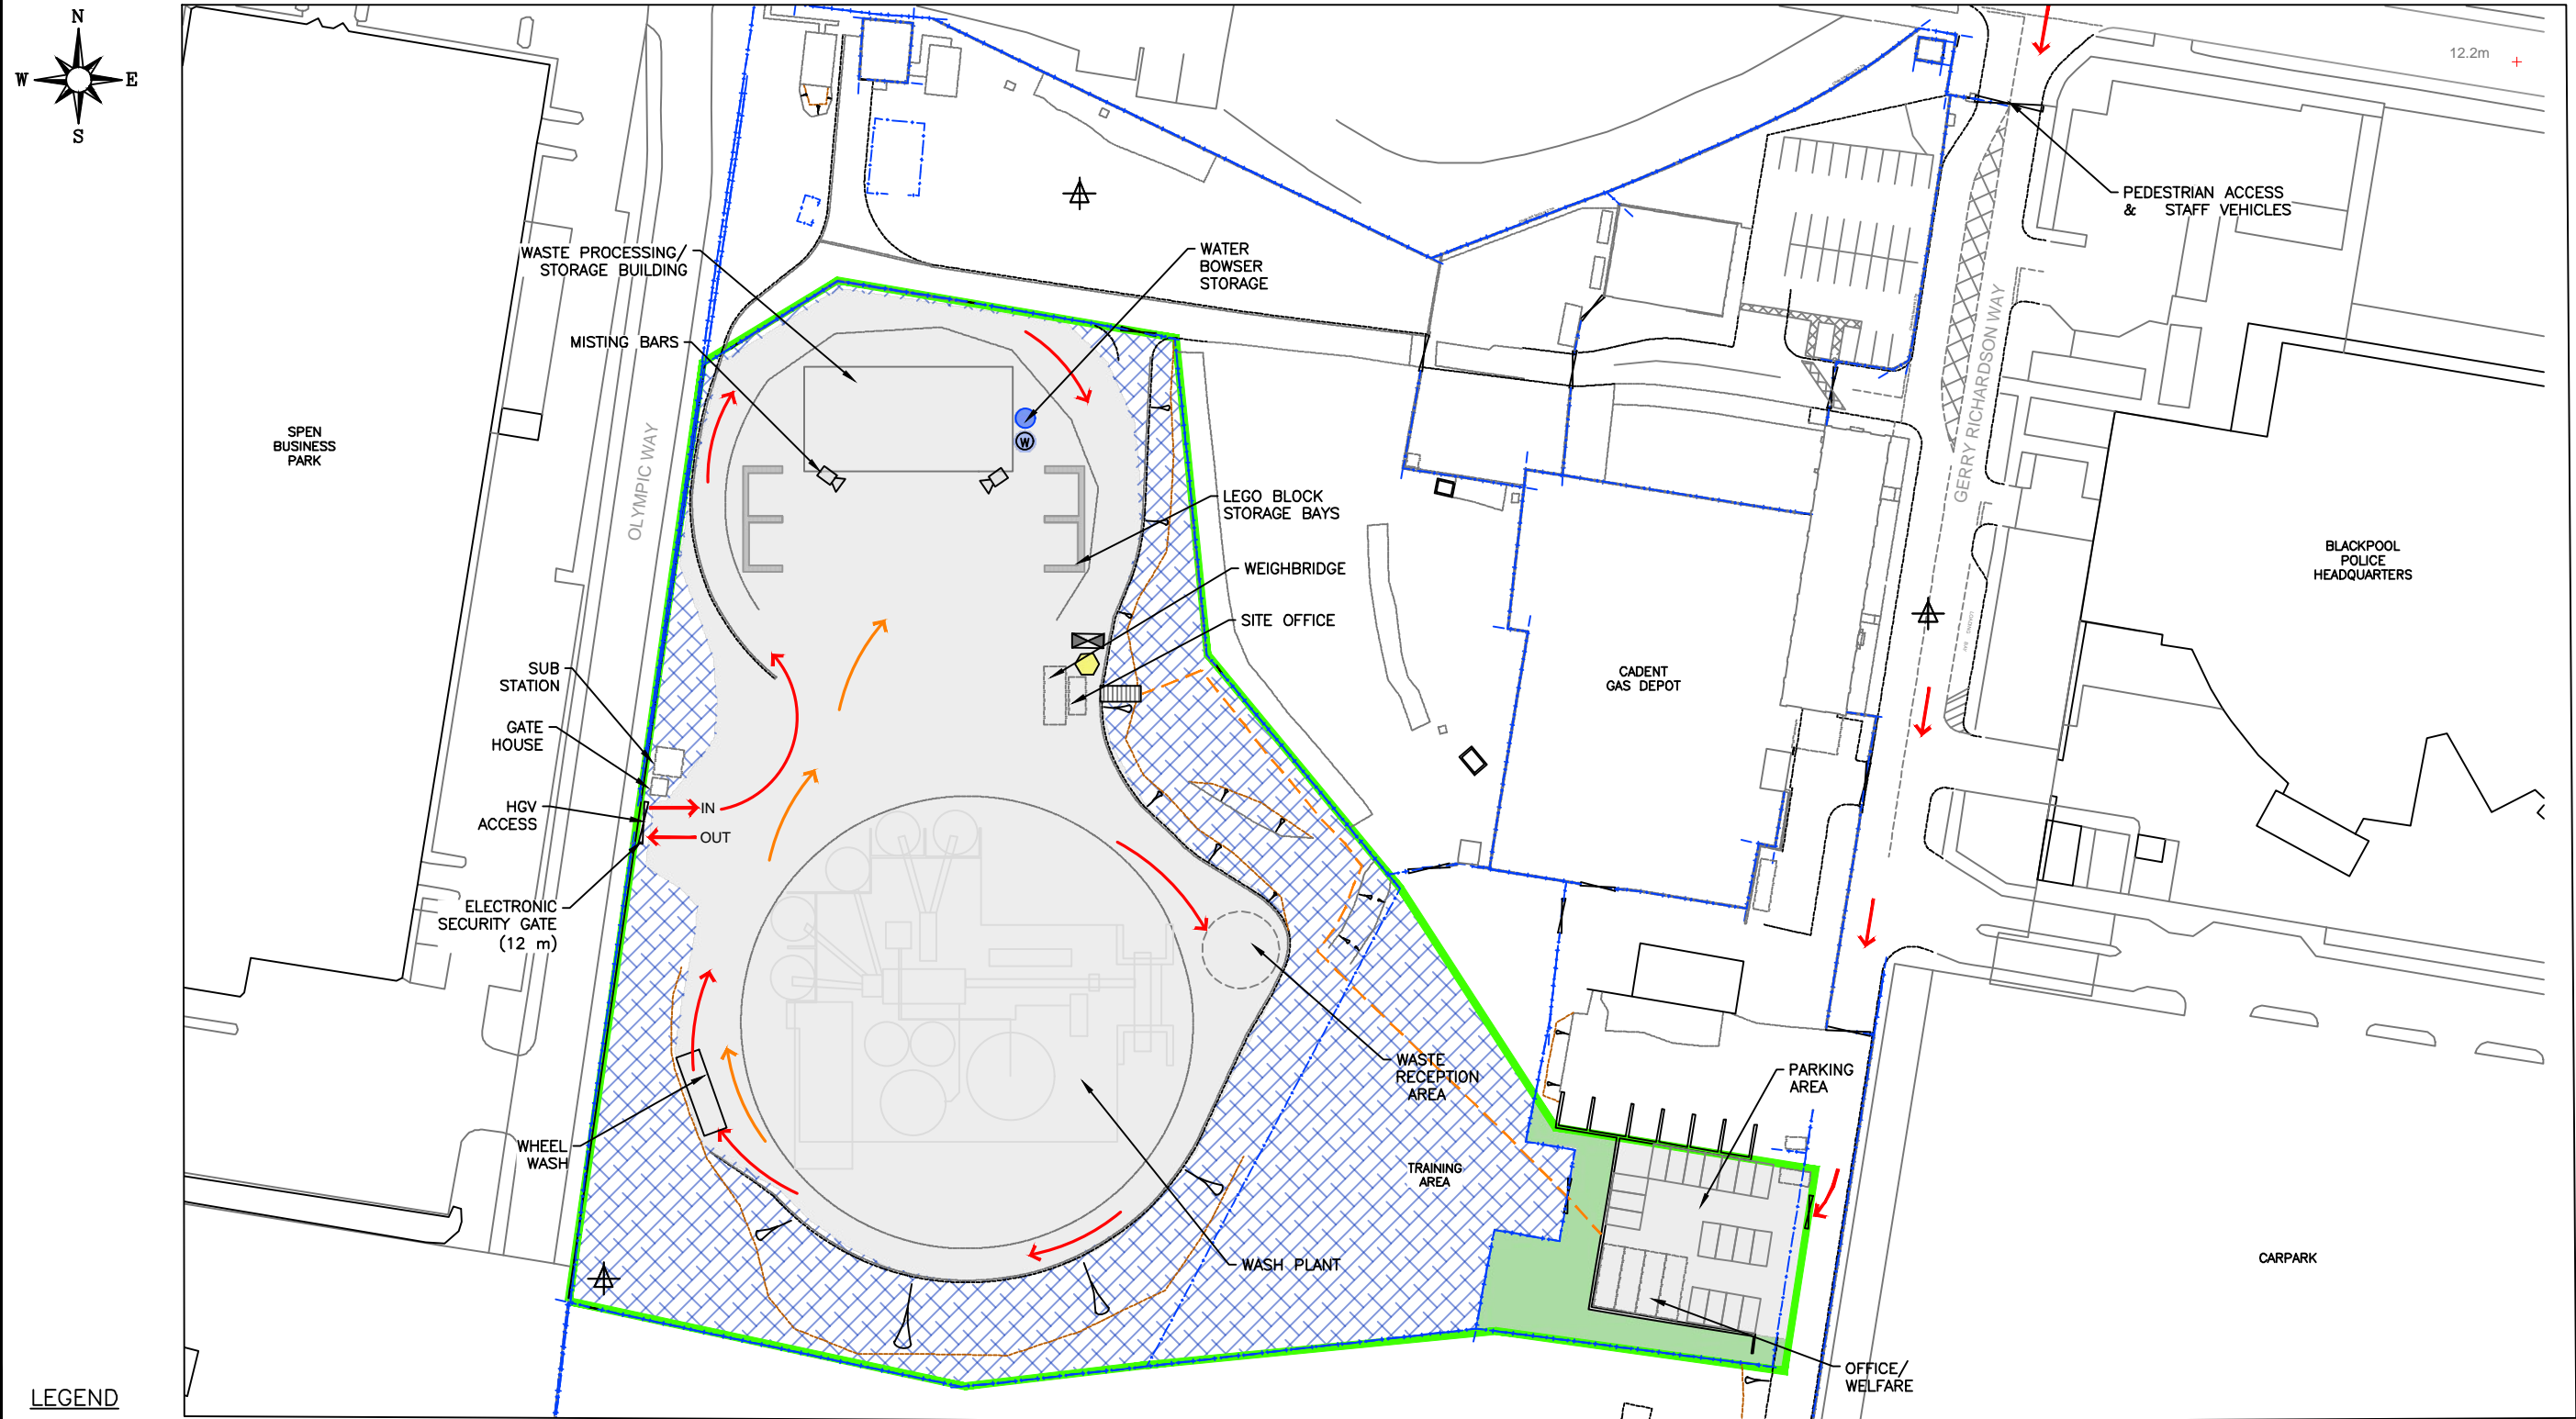 N
W E
S
12.2m
PEDESTRIAN ACCESS
& STAFF VEHICLES
WASTE PROCESSING/
STORAGE BUILDING
WATER
BOWSER
STORAGE
MISTING BARS
W
SPEN
BUSINESS
PARK
OLYMPIC WAY
GERRY RICHARDSON WAY
LEGO BLOCK
STORAGE BAYS
WEIGHBRIDGE
SITE OFFICE
BLACKPOOL
POLICE
HEADQUARTERS
CADENT
GAS DEPOT
SUB
STATION
GATE
HOUSE
HGV
ACCESS
IN
OUT
ELECTRONIC
SECURITY GATE
(12 m)
WASTE
RECEPTION
AREA
PARKING
AREA
WHEEL
WASH
TRAINING
AREA
WASH PLANT
CARPARK
OFFICE/
WELFARE
LEGEND